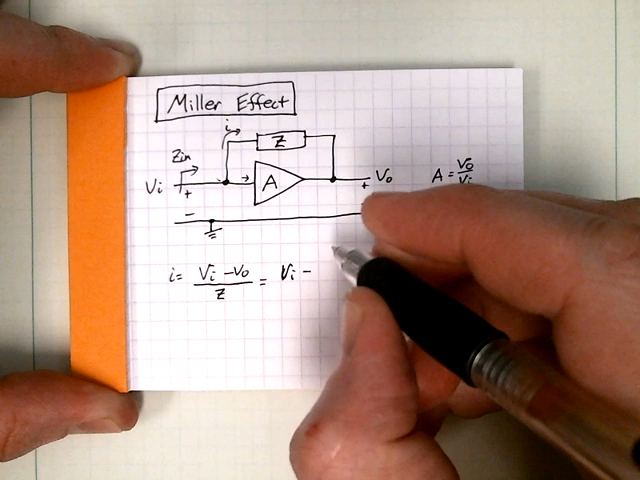 Miller Effect
i
Z
Zin
Vi
+
A
+
Vo
A = Vo/Vi
−
i = Vi − Vo / Z = Vi −